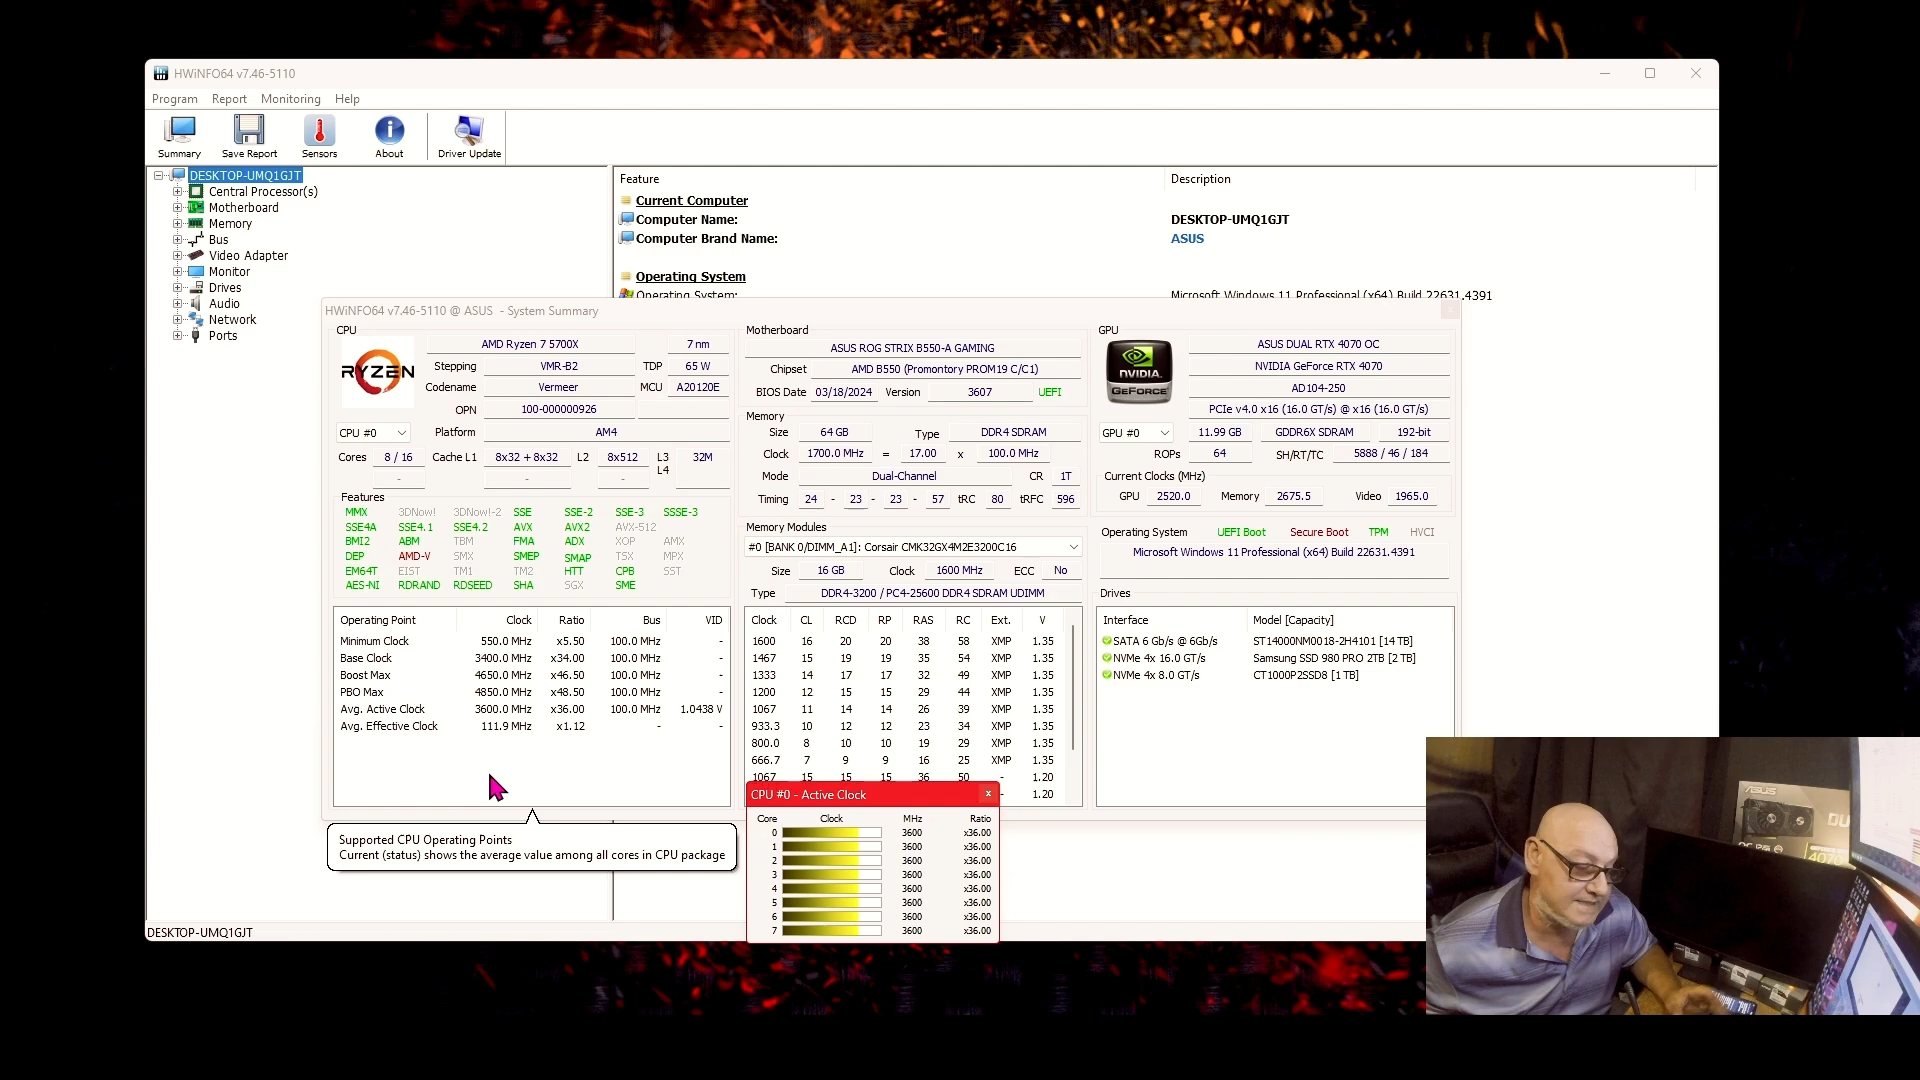 HWiNFO64 v7.46-5110
Program Report Monitoring Help
Summary Save Report Sensors About Driver Update
DESKTOP-UMQ1GJT
Central Processor(s)
Motherboard
Memory
Bus
Video Adapter
Monitor
Drives
Audio
Network
Ports
Feature Description
Current Computer
Computer Name: DESKTOP-UMQ1GJT
Computer Brand Name: ASUS
Operating System
Operating System: Microsoft Windows 11 Professional (x64) Build 22631.4391
HWiNFO64 v7.46-5110 @ ASUS - System Summary
CPU
RYZEN
AMD Ryzen 7 5700X 7 nm
Stepping VMR-B2 TDP 65 W
Codename Vermeer MCU A20120E
OPN 100-000000926
CPU #0 Platform AM4
Cores 8 / 16 Cache L1 8x32 + 8x32 L2 8x512 L3 32M
- - - L4
Features
MMX 3DNow! 3DNow!-2 SSE SSE-2 SSE-3 SSSE-3
SSE4A SSE4.1 SSE4.2 AVX AVX2 AVX-512
BMI2 ABM TBM FMA ADX XOP AMX
DEP AMD-V SMX SMEP SMAP TSX MPX
EM64T EIST TM1 TM2 HTT CPB SST
AES-NI RDRAND RDSEED SHA SGX SME
Operating Point Clock Ratio Bus VID
Minimum Clock 550.0 MHz x5.50 100.0 MHz -
Base Clock 3400.0 MHz x34.00 100.0 MHz -
Boost Max 4650.0 MHz x46.50 100.0 MHz -
PBO Max 4850.0 MHz x48.50 100.0 MHz -
Avg. Active Clock 3600.0 MHz x36.00 100.0 MHz 1.0438 V
Avg. Effective Clock 111.9 MHz x1.12 - -
Supported CPU Operating Points
Current (status) shows the average value among all cores in CPU package
Motherboard
ASUS ROG STRIX B550-A GAMING
Chipset AMD B550 (Promontory PROM19 C/C1)
BIOS Date 03/18/2024 Version 3607 UEFI
Memory
Size 64 GB Type DDR4 SDRAM
Clock 1700.0 MHz = 17.00 x 100.0 MHz
Mode Dual-Channel CR 1T
Timing 24 - 23 - 23 - 57 tRC 80 tRFC 596
Memory Modules
#0 [BANK 0/DIMM_A1]: Corsair CMK32GX4M2E3200C16
Size 16 GB Clock 1600 MHz ECC No
Type DDR4-3200 / PC4-25600 DDR4 SDRAM UDIMM
Clock CL RCD RP RAS RC Ext. V
1600 16 20 20 38 58 XMP 1.35
1467 15 19 19 35 54 XMP 1.35
1333 14 17 17 32 49 XMP 1.35
1200 12 15 15 29 44 XMP 1.35
1067 11 14 14 26 39 XMP 1.35
933.3 10 12 12 23 34 XMP 1.35
800.0 8 10 10 19 29 XMP 1.35
666.7 7 9 9 16 25 XMP 1.35
1067 15 15 15 36 50 - 1.20
- 1.20
CPU #0 - Active Clock
Core Clock MHz Ratio
0 3600 x36.00
1 3600 x36.00
2 3600 x36.00
3 3600 x36.00
4 3600 x36.00
5 3600 x36.00
6 3600 x36.00
7 3600 x36.00
GPU
NVIDIA.
GEFORCE
ASUS DUAL RTX 4070 OC
NVIDIA GeForce RTX 4070
AD104-250
PCIe v4.0 x16 (16.0 GT/s) @ x16 (16.0 GT/s)
GPU #0 11.99 GB GDDR6X SDRAM 192-bit
ROPs 64 SH/RT/TC 5888 / 46 / 184
Current Clocks (MHz)
GPU 2520.0 Memory 2675.5 Video 1965.0
Operating System UEFI Boot Secure Boot TPM HVCI
Microsoft Windows 11 Professional (x64) Build 22631.4391
Drives
Interface Model [Capacity]
SATA 6 Gb/s @ 6Gb/s ST14000NM0018-2H4101 [14 TB]
NVMe 4x 16.0 GT/s Samsung SSD 980 PRO 2TB [2 TB]
NVMe 4x 8.0 GT/s CT1000P2SSD8 [1 TB]
ASUS
DU
4070
DESKTOP-UMQ1GJT